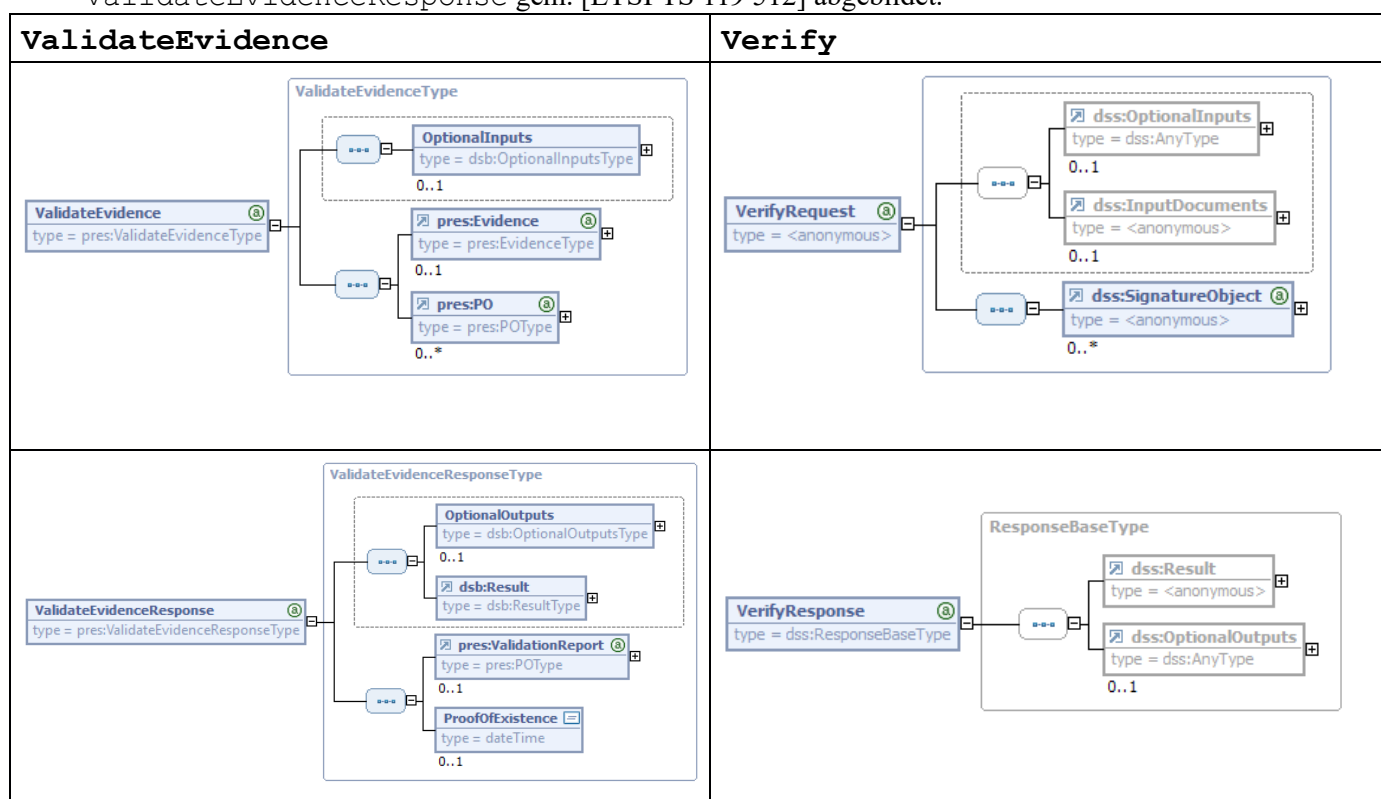 ValidateEvidenceResponse gem. [ETSI TS 119 512] abgebildet.
ValidateEvidence
Verify
ValidateEvidenceType
OptionalInputs
type = dsb:OptionalInputsType
0..1
ValidateEvidence
type = pres:ValidateEvidenceType
pres:Evidence
type = pres:EvidenceType
0..1
pres:PO
type = pres:POType
0..*
dss:OptionalInputs
type = dss:AnyType
0..1
VerifyRequest
type = <anonymous>
dss:InputDocuments
type = <anonymous>
0..1
dss:SignatureObject
type = <anonymous>
0..*
ValidateEvidenceResponseType
OptionalOutputs
type = dsb:OptionalOutputsType
0..1
dsb:Result
type = dsb:ResultType
ValidateEvidenceResponse
type = pres:ValidateEvidenceResponseType
pres:ValidationReport
type = pres:POType
0..1
ProofOfExistence
type = dateTime
0..1
ResponseBaseType
dss:Result
type = <anonymous>
VerifyResponse
type = dss:ResponseBaseType
dss:OptionalOutputs
type = dss:AnyType
0..1